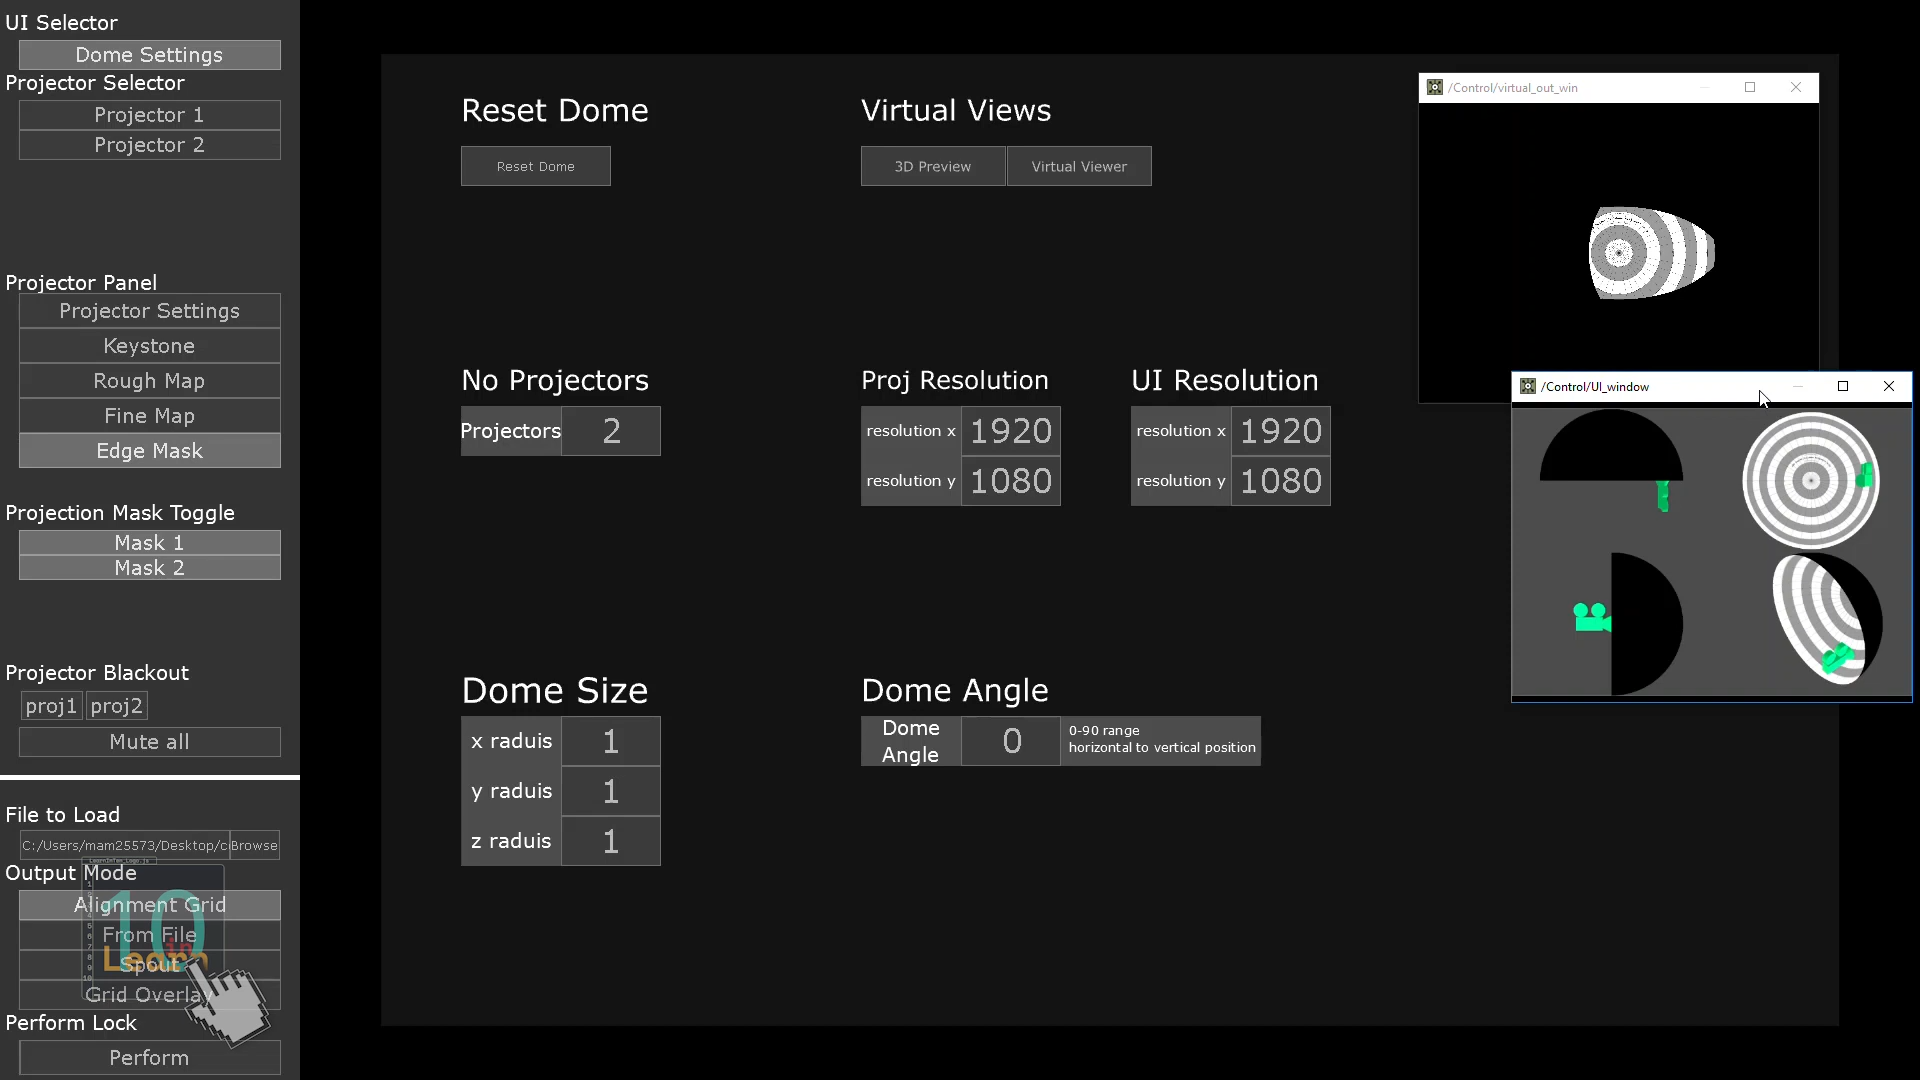 UI Selector
Dome Settings
Projector Selector
Projector 1
Projector 2
Projector Panel
Projector Settings
Keystone
Rough Map
Fine Map
Edge Mask
Projection Mask Toggle
Mask 1
Mask 2
Projector Blackout
proj1 proj2
Mute all
File to Load
C:/Users/mam25573/Desktop/c Browse
Output Mode
Alignment Grid
From File
Spout
Grid Overlay
Perform Lock
Perform
10
in
Learn
Reset Dome
Reset Dome
Virtual Views
3D Preview Virtual Viewer
No Projectors
Projectors 2
Proj Resolution
resolution x 1920
resolution y 1080
UI Resolution
resolution x 1920
resolution y 1080
Dome Size
x raduis 1
y raduis 1
z raduis 1
Dome Angle
Dome Angle 0
0-90 range
horizontal to vertical position
/Control/virtual_out_win
/Control/UI_window